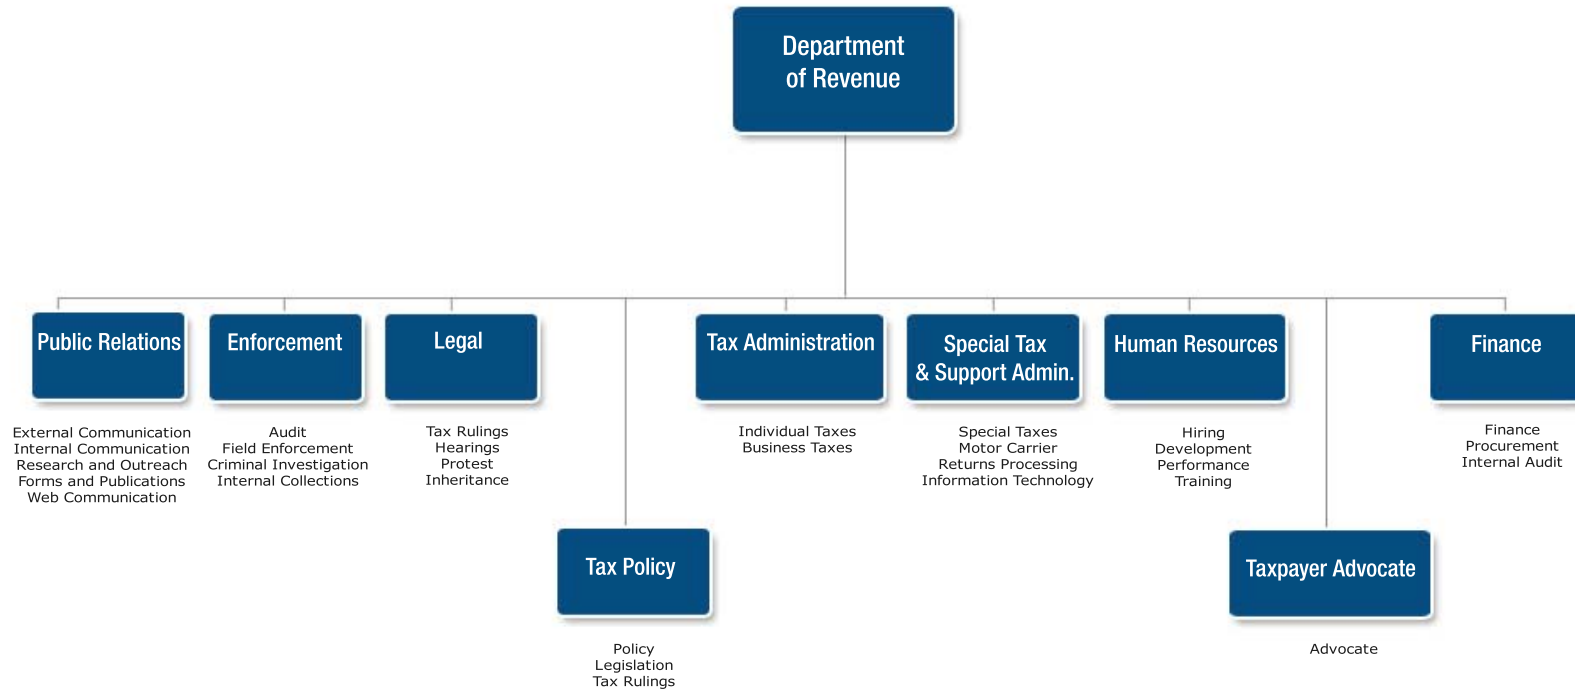 Department
of Revenue
Public Relations
External Communication
Internal Communication
Research and Outreach
Forms and Publications
Web Communication
Enforcement
Audit
Field Enforcement
Criminal Investigation
Internal Collections
Legal
Tax Rulings
Hearings
Protest
Inheritance
Tax Policy
Policy
Legislation
Tax Rulings
Tax Administration
Individual Taxes
Business Taxes
Special Tax
& Support Admin.
Special Taxes
Motor Carrier
Returns Processing
Information Technology
Human Resources
Hiring
Development
Performance
Training
Taxpayer Advocate
Advocate
Finance
Finance
Procurement
Internal Audit